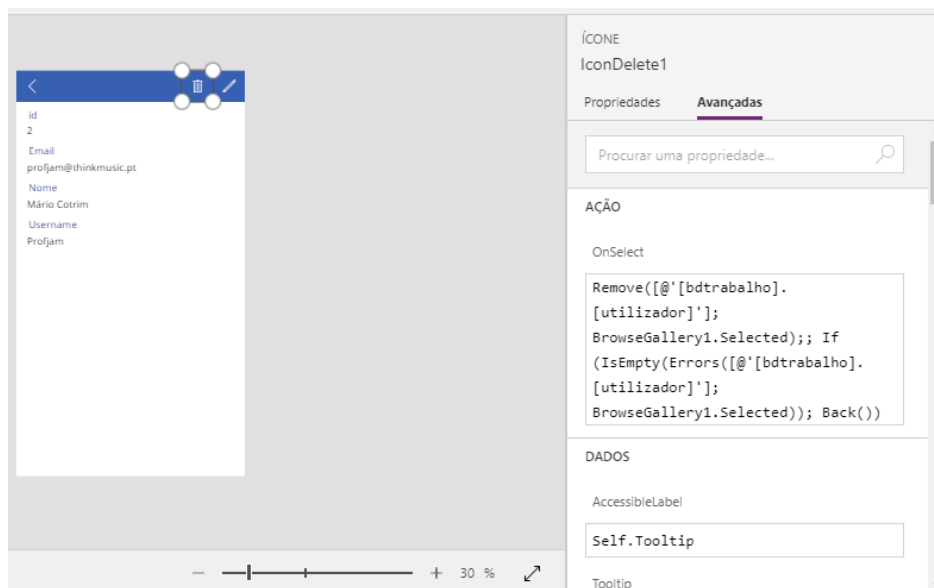 id
2
Email
profjam@thinkmusic.pt
Nome
Mário Cotrim
Username
Profjam
30 %
ÍCONE
IconDelete1
Propriedades Avançadas
Procurar uma propriedade...
AÇÃO
OnSelect
Remove([@'[bdtrabalho].
[utilizador]'];
BrowseGallery1.Selected);; If
(IsEmpty(Errors([@'[bdtrabalho].
[utilizador]'];
BrowseGallery1.Selected)); Back())
DADOS
AccessibleLabel
Self.Tooltip
Tooltip